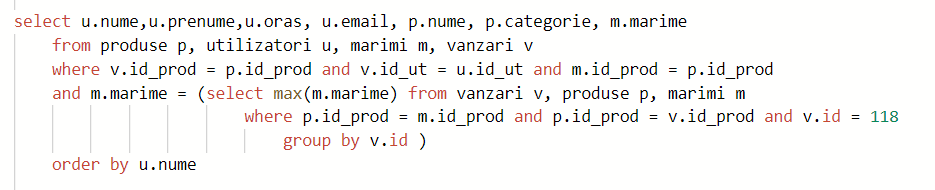 select u.nume,u.prenume,u.oras, u.email, p.nume, p.categorie, m.marime
from produse p, utilizatori u, marimi m, vanzari v
where v.id_prod = p.id_prod and v.id_ut = u.id_ut and m.id_prod = p.id_prod
and m.marime = (select max(m.marime) from vanzari v, produse p, marimi m
where p.id_prod = m.id_prod and p.id_prod = v.id_prod and v.id = 118
group by v.id )
order by u.nume